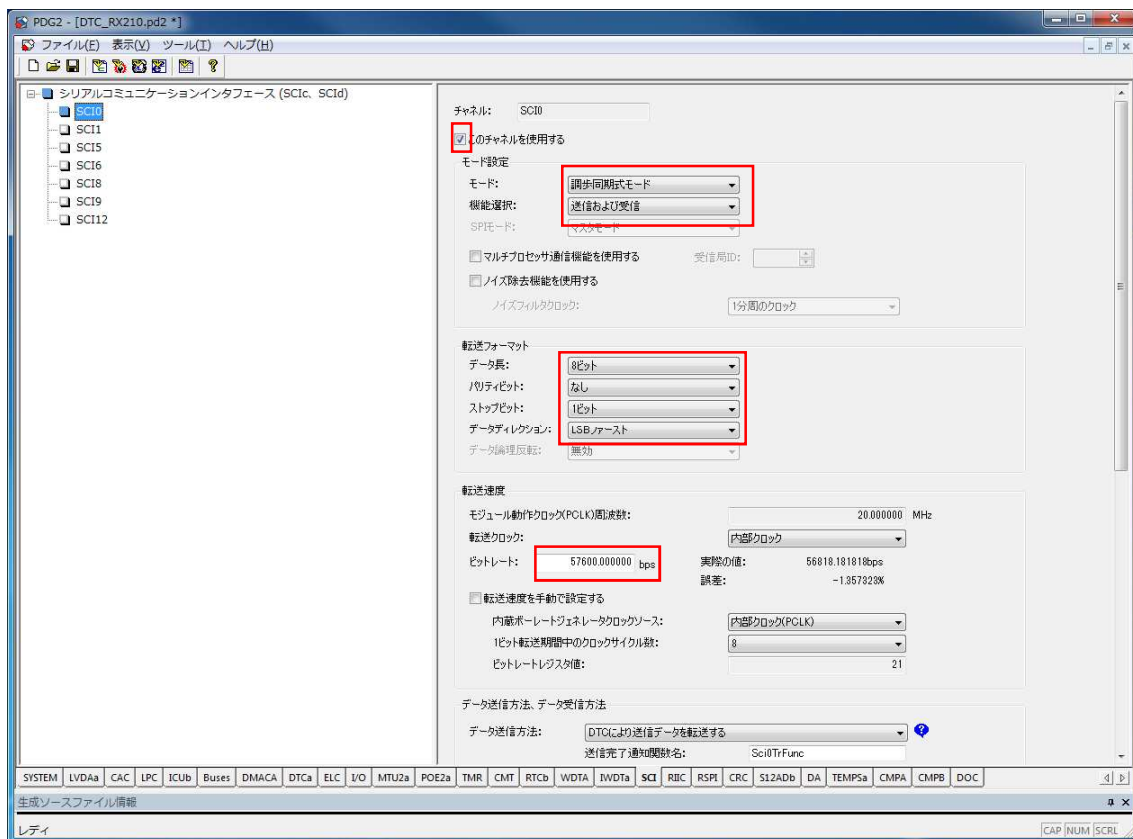 PDG2 - [DTC_RX210.pd2 *]
ファイル(F) 表示(V) ツール(T) ヘルプ(H)
シリアルコミュニケーションインタフェース (SCIc、SCId)
SCI0
SCI1
SCI5
SCI6
SCI8
SCI9
SCI12
チャネル: SCI0
このチャネルを使用する
モード設定
モード: 調歩同期式モード
機能選択: 送信および受信
SPIモード: マスタモード
マルチプロセッサ通信機能を使用する 受信局ID:
ノイズ除去機能を使用する
ノイズフィルタクロック: 1分周のクロック
転送フォーマット
データ長: 8ビット
パリティビット: なし
ストップビット: 1ビット
データディレクション: LSBファースト
データ論理反転: 無効
転送速度
モジュール動作クロック(PCLK)周波数: 20.000000 MHz
転送クロック: 内部クロック
ビットレート: 57600.000000 bps 実際の値: 56818.181818bps
誤差: -1.357323%
転送速度を手動で設定する
内蔵ボーレートジェネレータクロックソース: 内部クロック(PCLK)
1ビット転送期間中のクロックサイクル数: 8
ビットレートレジスタ値: 21
データ送信方法、データ受信方法
データ送信方法: DTCにより送信データを転送する
送信完了通知関数名: Sci0TrFunc
SYSTEM LVDAa CAC LPC ICUb Buses DMACA DTCa ELC I/O MTU2a POE2a TMR CMT RTCb WDTA IWDTa SCI RIIC RSPI CRC S12ADb DA TEMPSa CMPA CMPB DOC
生成ソースファイル情報
レディ CAP NUM SCRL